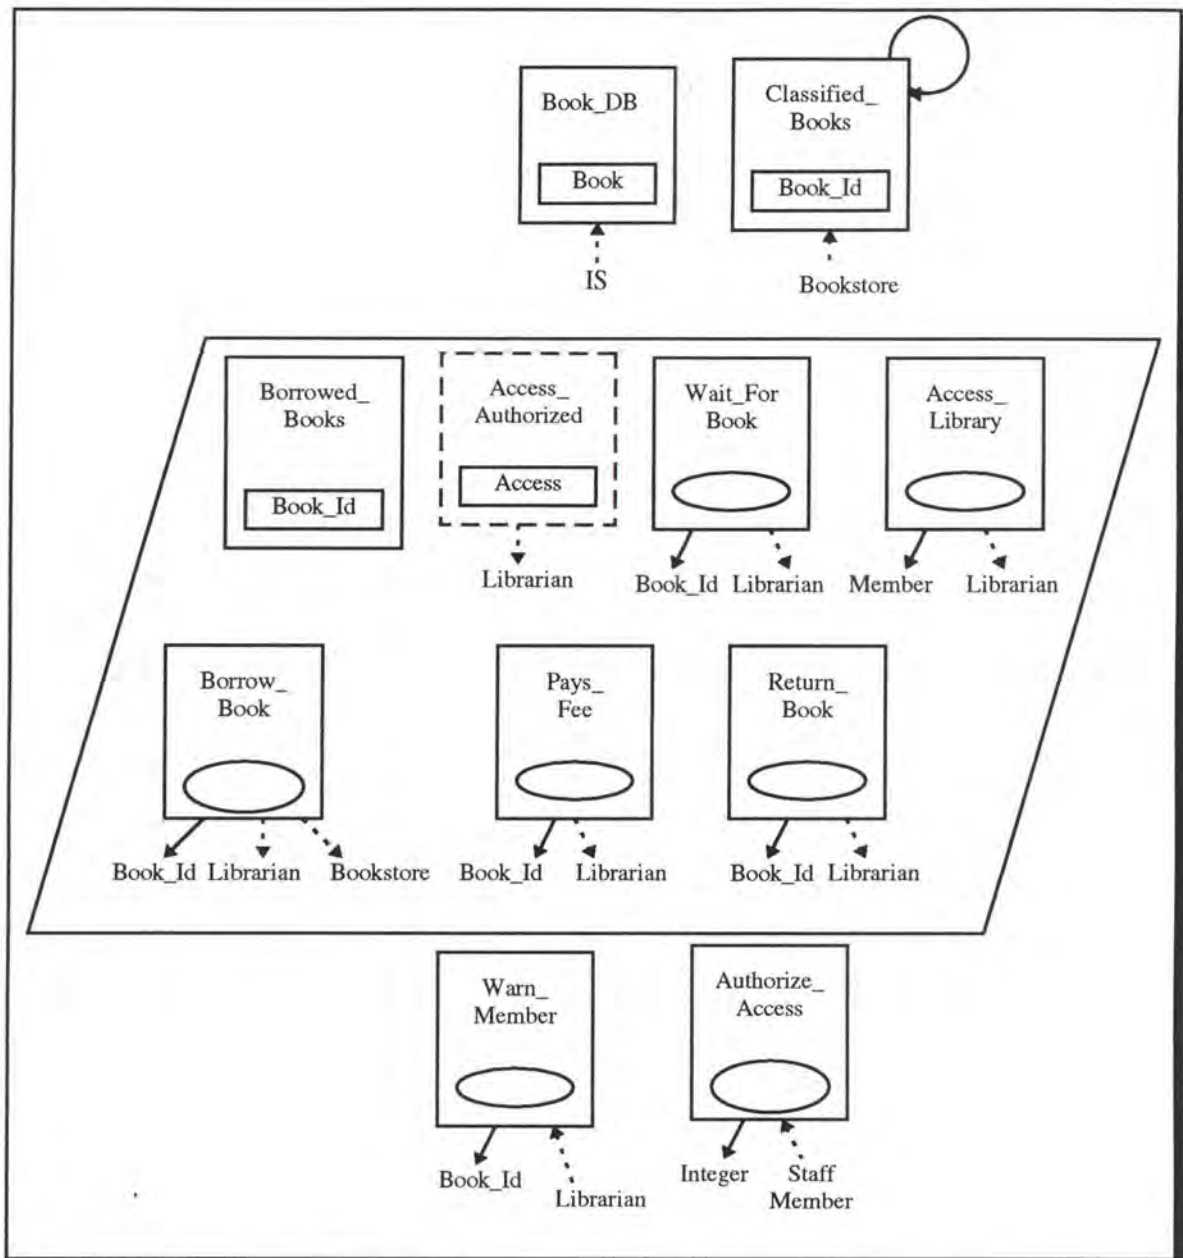 Book_DB
Book
IS
Classified_
Books
Book_Id
Bookstore
Borrowed_
Books
Book_Id
Access_
Authorized
Access
Librarian
Wait_For
Book
Book_Id Librarian
Access_
Library
Member Librarian
Borrow_
Book
Book_Id Librarian Bookstore
Pays_
Fee
Book_Id Librarian
Return_
Book
Book_Id Librarian
Warn_
Member
Book_Id
Librarian
Authorize_
Access
Integer
Staff
Member